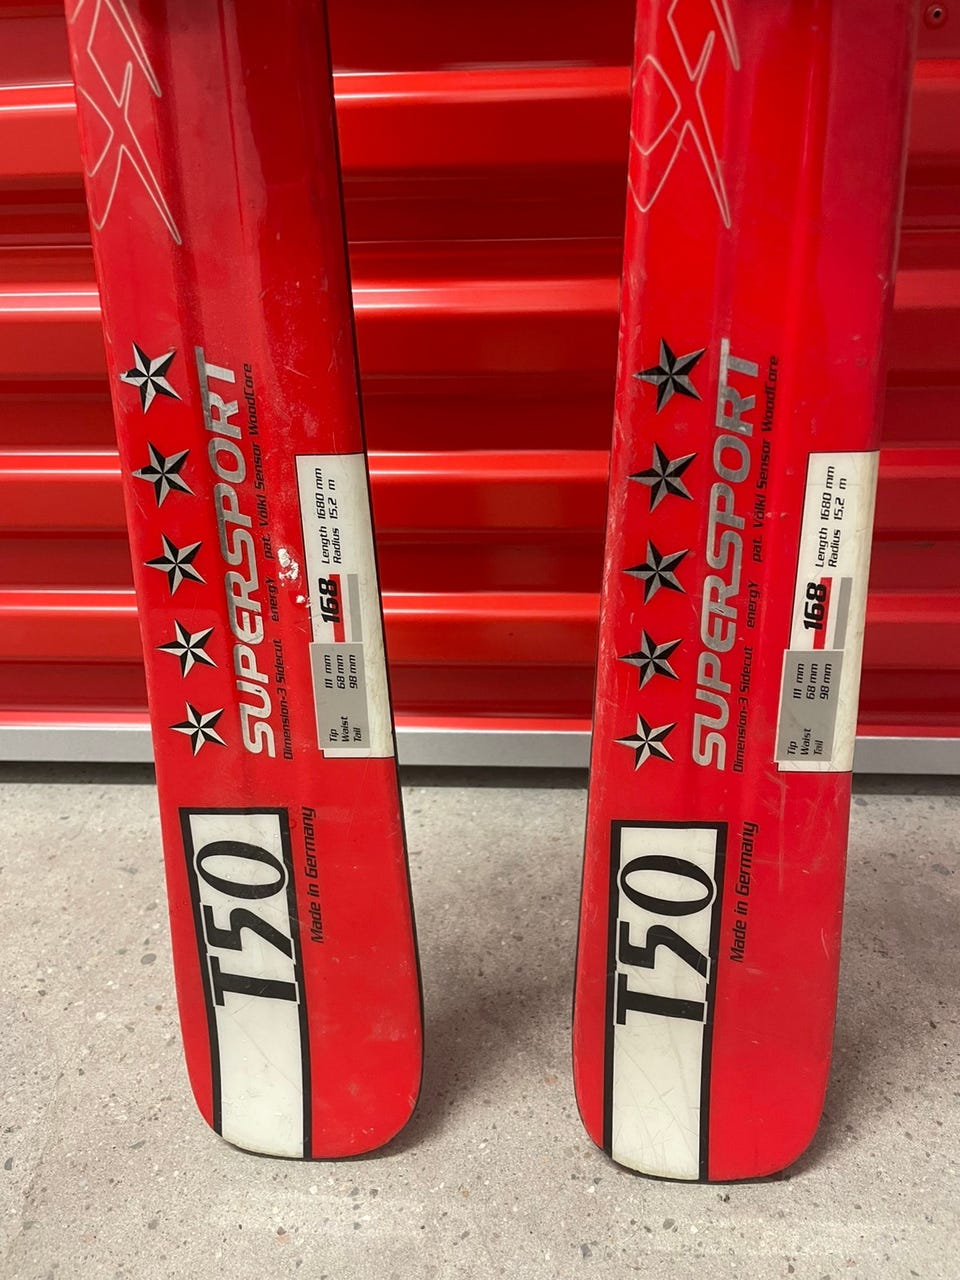 SUPERSPORT
Dimension-3 Sidecut energy pat. Völkl Sensor WoodCore
Tip 111 mm
Waist 68 mm
Tail 98 mm
168
Length 1680 mm
Radius 15.2 m
T50
Made in Germany
SUPERSPORT
Dimension-3 Sidecut energy pat. Völkl Sensor WoodCore
Tip 111 mm
Waist 68 mm
Tail 98 mm
168
Length 1680 mm
Radius 15.2 m
T50
Made in Germany